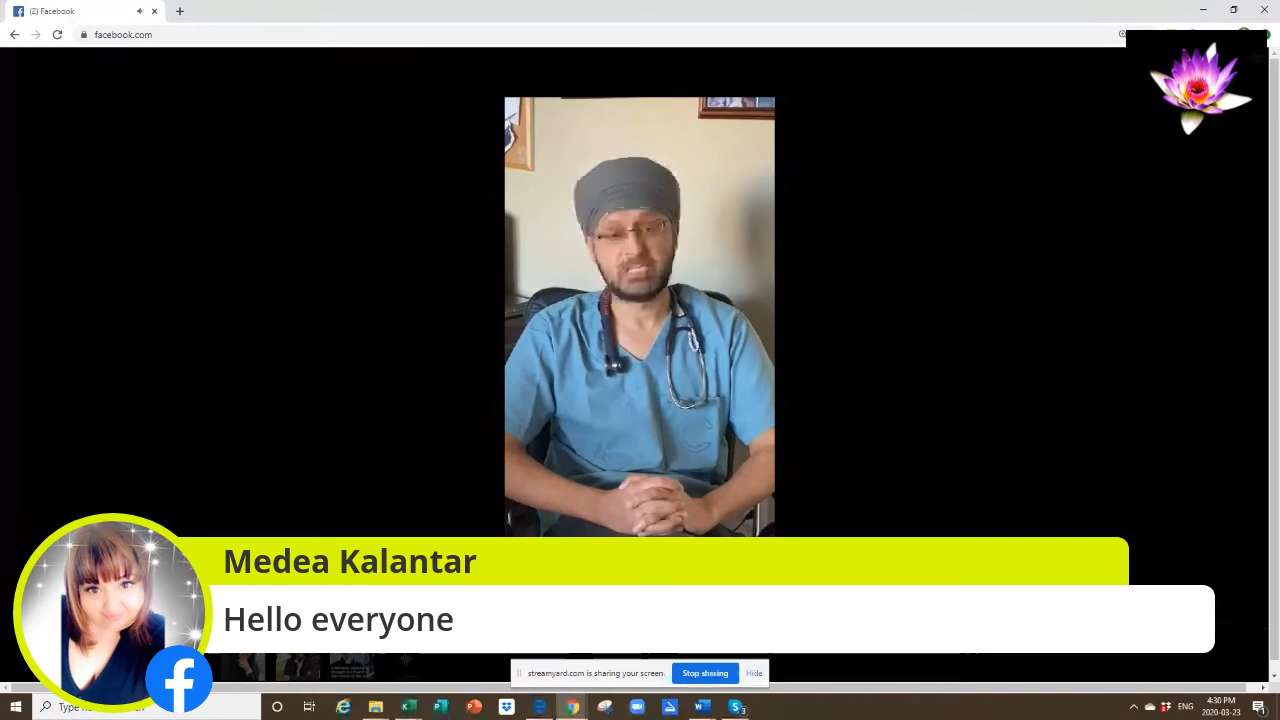 (2) Facebook
facebook.com
Medea Kalantar
Hello everyone
streamyard.com is sharing your screen.
Stop sharing
Hide
Type
ENG
4:30 PM
2020-03-23